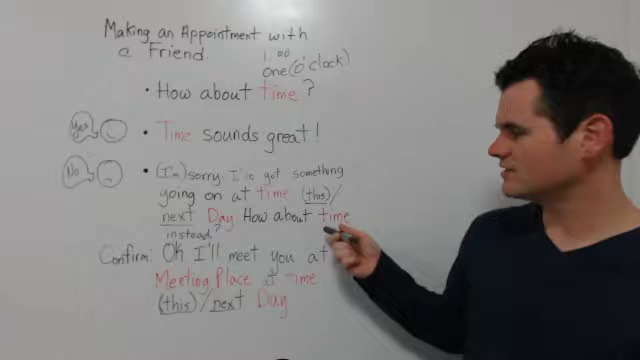 Making an Appointment with
a Friend.
1:00
one (o'clock)
• How about time?
Yes
• Time sounds great!
No
• (I'm) sorry. I've got something
going on at time (this)/
next Day. How about time
instead?
Confirm: Ok I'll meet you at
Meeting Place at Time
(this)/next Day